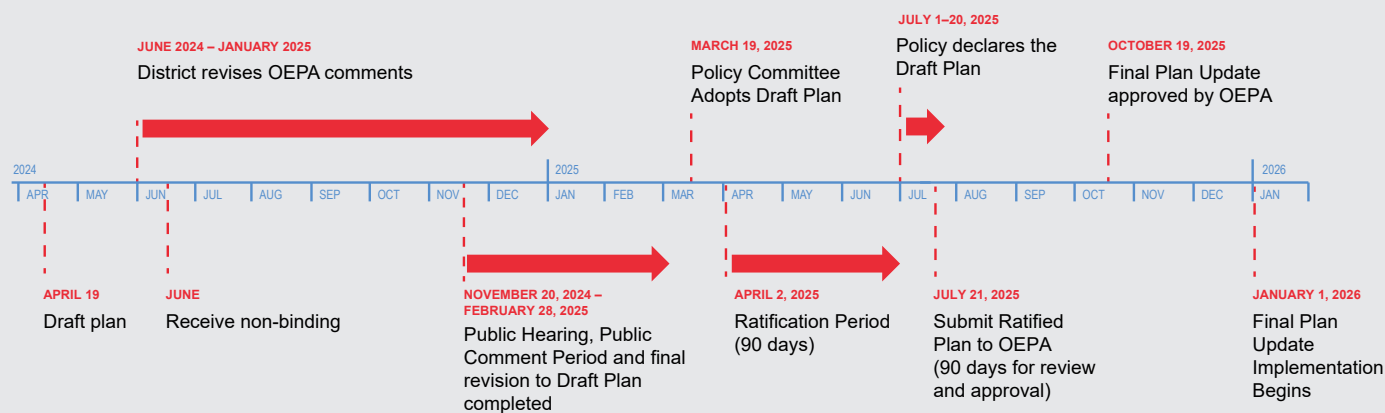 JULY 1–20, 2025
Policy declares the
Draft Plan
JUNE 2024 – JANUARY 2025
District revises OEPA comments
MARCH 19, 2025
Policy Committee
Adopts Draft Plan
OCTOBER 19, 2025
Final Plan Update
approved by OEPA
2024
2025
2026
APR MAY JUN JUL AUG SEP OCT NOV DEC JAN FEB MAR APR MAY JUN JUL AUG SEP OCT NOV DEC JAN
APRIL 19
Draft plan
JUNE
Receive non-binding
NOVEMBER 20, 2024 –
FEBRUARY 28, 2025
Public Hearing, Public
Comment Period and final
revision to Draft Plan
completed
APRIL 2, 2025
Ratification Period
(90 days)
JULY 21, 2025
Submit Ratified
Plan to OEPA
(90 days for review
and approval)
JANUARY 1, 2026
Final Plan
Update
Implementation
Begins